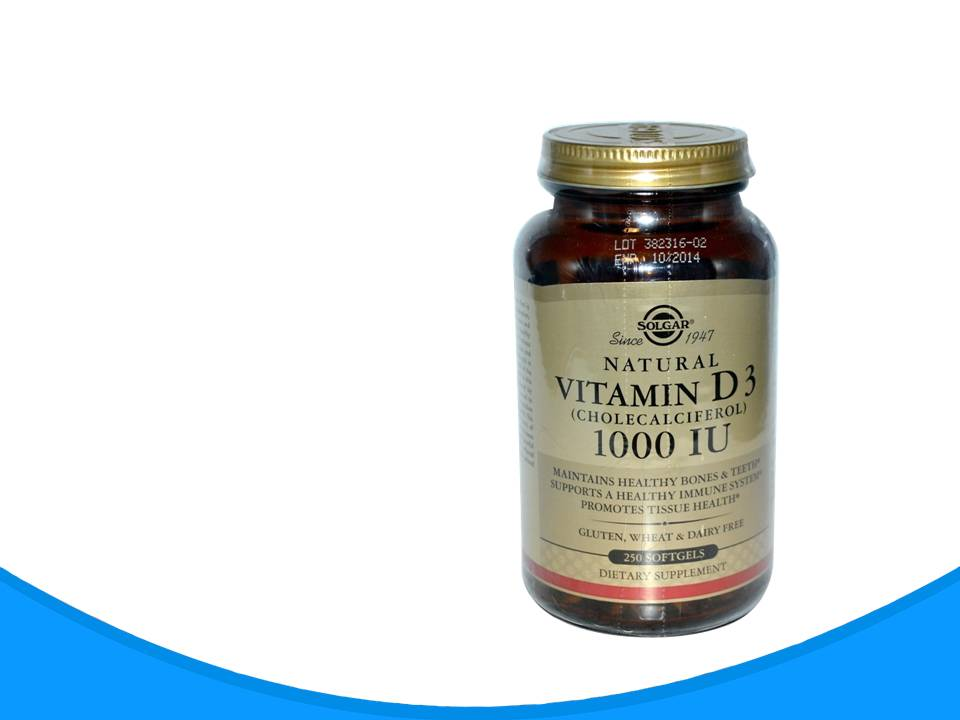 LOT 382316-02
EXP. 10/2014
SOLGAR®
Since 1947
NATURAL
VITAMIN D3
(CHOLECALCIFEROL)
1000 IU
MAINTAINS HEALTHY BONES & TEETH*
SUPPORTS A HEALTHY IMMUNE SYSTEM*
PROMOTES TISSUE HEALTH*
GLUTEN, WHEAT & DAIRY FREE
250 SOFTGELS
DIETARY SUPPLEMENT